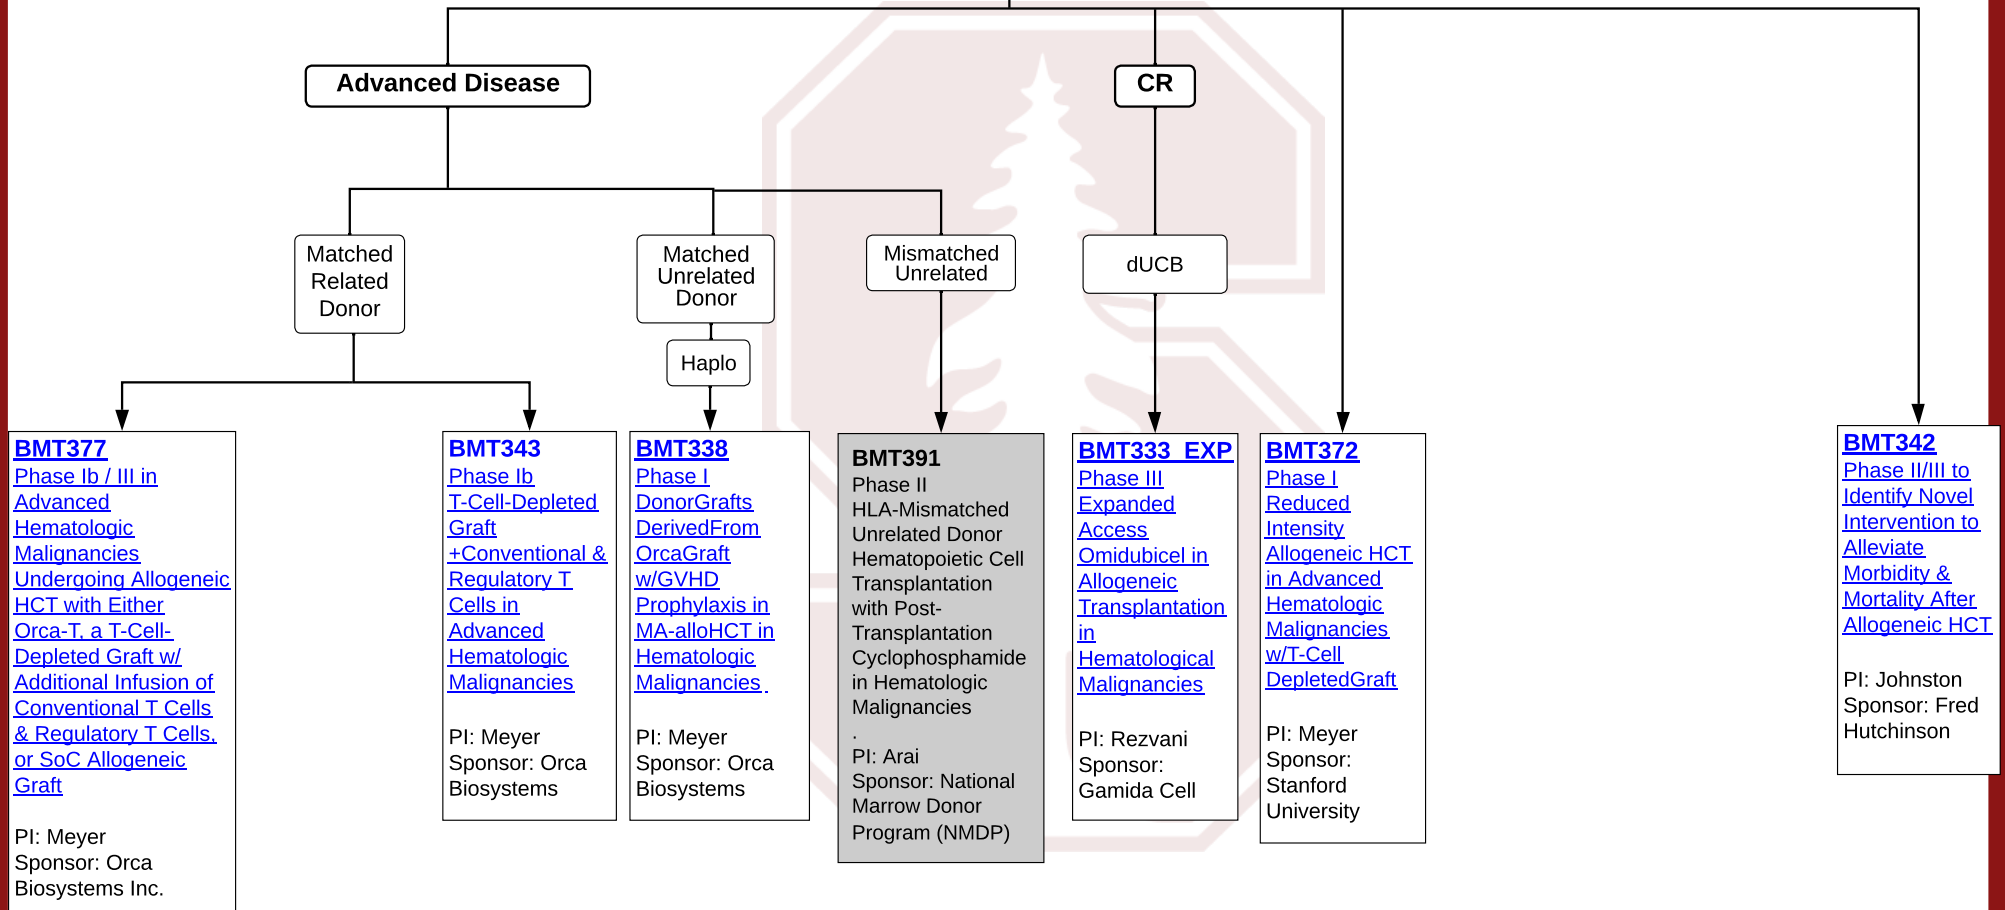 Advanced Disease
CR
Matched
Related
Donor
Matched
Unrelated
Donor
Mismatched
Unrelated
dUCB
Haplo
BMT377
Phase Ib / III in
Advanced
Hematologic
Malignancies
Undergoing Allogeneic
HCT with Either
Orca-T, a T-Cell-
Depleted Graft w/
Additional Infusion of
Conventional T Cells
& Regulatory T Cells,
or SoC Allogeneic
Graft
PI: Meyer
Sponsor: Orca
Biosystems Inc.
BMT343
Phase Ib
T-Cell-Depleted
Graft
+Conventional &
Regulatory T
Cells in
Advanced
Hematologic
Malignancies
PI: Meyer
Sponsor: Orca
Biosystems
BMT338
Phase I
DonorGrafts
DerivedFrom
OrcaGraft
w/GVHD
Prophylaxis in
MA-alloHCT in
Hematologic
Malignancies
PI: Meyer
Sponsor: Orca
Biosystems
BMT391
Phase II
HLA-Mismatched
Unrelated Donor
Hematopoietic Cell
Transplantation
with Post-
Transplantation
Cyclophosphamide
in Hematologic
Malignancies
.
PI: Arai
Sponsor: National
Marrow Donor
Program (NMDP)
BMT333_EXP
Phase III
Expanded
Access
Omidubicel in
Allogeneic
Transplantation
in
Hematological
Malignancies
PI: Rezvani
Sponsor:
Gamida Cell
BMT372
Phase I
Reduced
Intensity
Allogeneic HCT
in Advanced
Hematologic
Malignancies
w/T-Cell
DepletedGraft
PI: Meyer
Sponsor:
Stanford
University
BMT342
Phase II/III to
Identify Novel
Intervention to
Alleviate
Morbidity &
Mortality After
Allogeneic HCT
PI: Johnston
Sponsor: Fred
Hutchinson